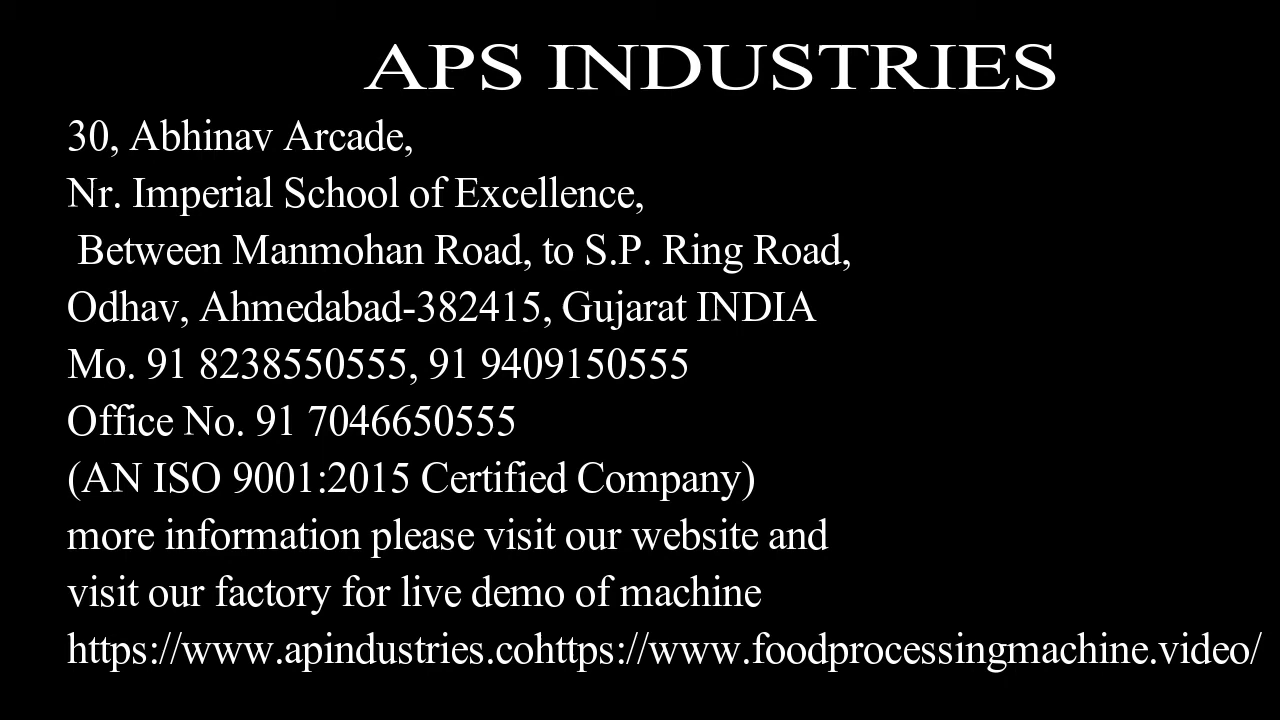 APS INDUSTRIES
30, Abhinav Arcade,
Nr. Imperial School of Excellence,
Between Manmohan Road, to S.P. Ring Road,
Odhav, Ahmedabad-382415, Gujarat INDIA
Mo. 91 8238550555, 91 9409150555
Office No. 91 7046650555
(AN ISO 9001:2015 Certified Company)
more information please visit our website and
visit our factory for live demo of machine
https://www.apindustries.cohttps://www.foodprocessingmachine.video/